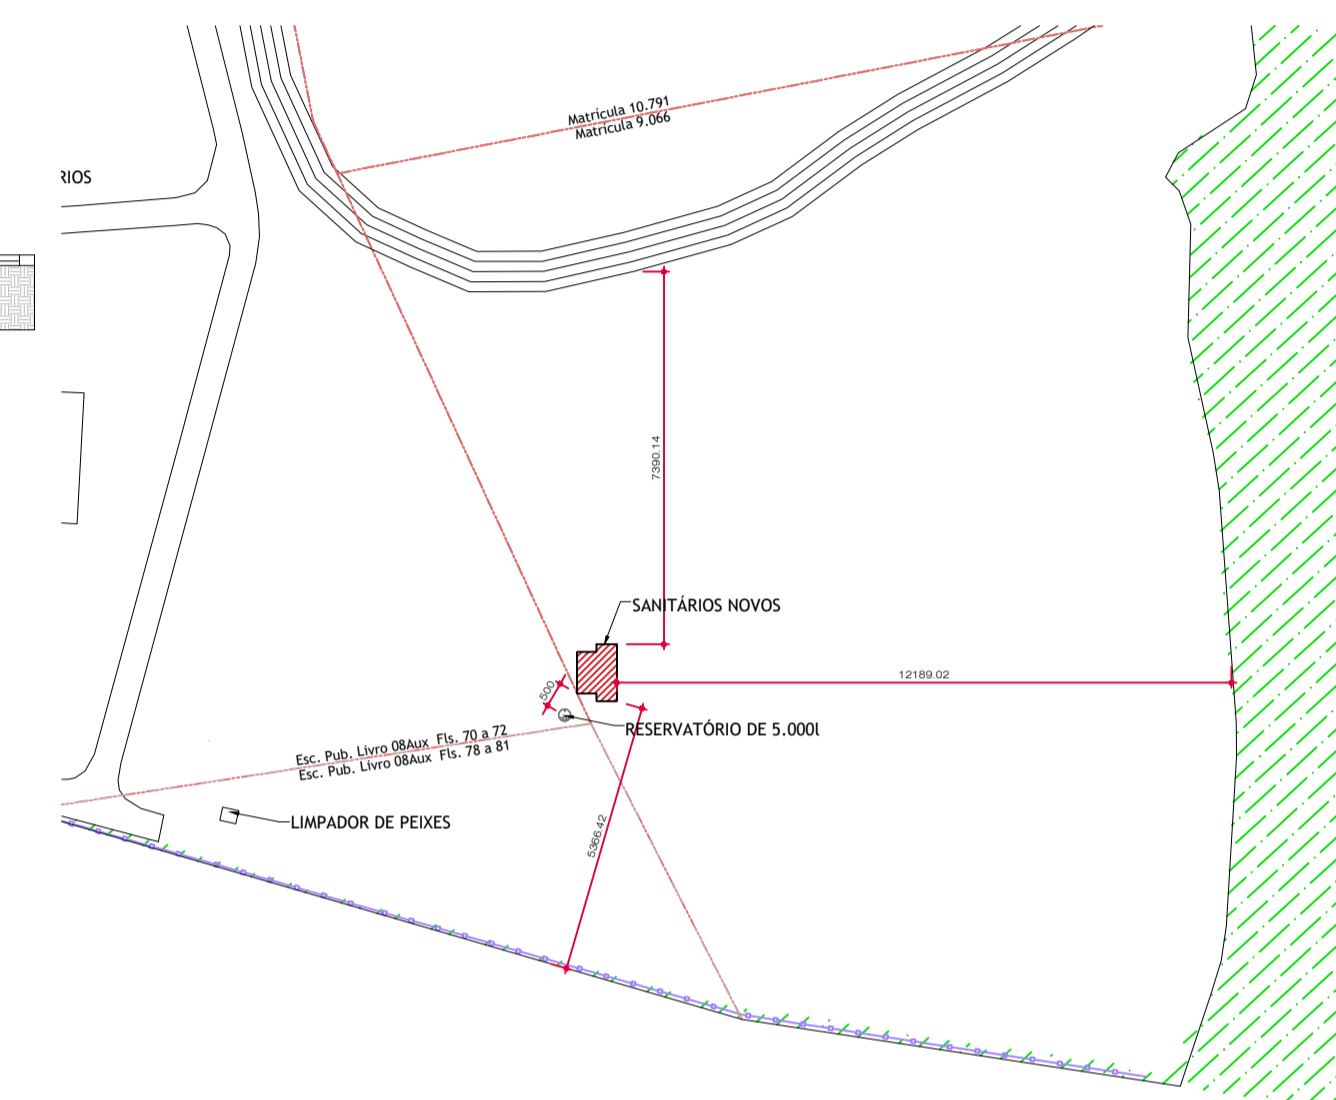 Matrícula 10.791
Matrícula 9.066
RIOS
7390.14
SANITÁRIOS NOVOS
12189.02
500
RESERVATÓRIO DE 5.000l
Esc. Pub. Livro 08Aux Fls. 70 a 72
Esc. Pub. Livro 08Aux Fls. 78 a 81
LIMPADOR DE PEIXES
5366.42